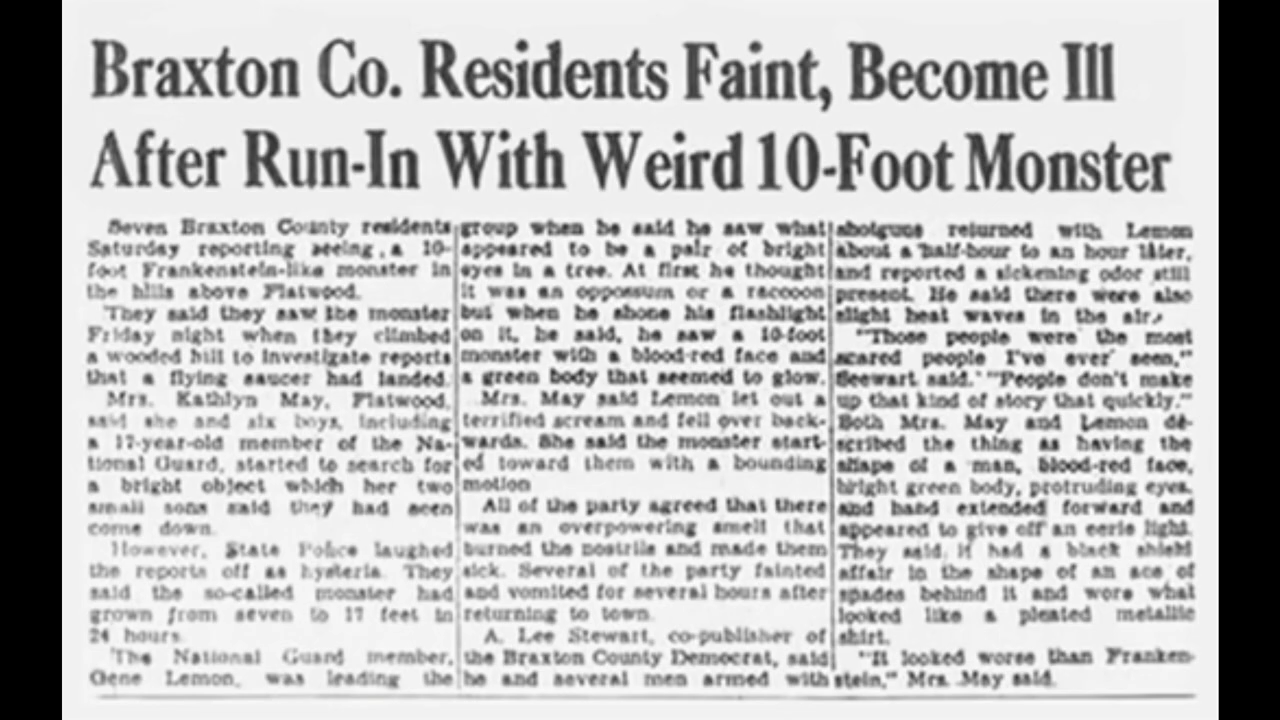 Braxton Co. Residents Faint, Become Ill
After Run-In With Weird 10-Foot Monster
Seven Braxton County residents
Saturday reporting seeing a 10-
foot Frankenstein-like monster in
the hills above Flatwood.
They said they saw the monster
Friday night when they climbed
a wooded hill to investigate reports
that a flying saucer had landed.
Mrs. Kathlyn May, Flatwood,
said she and six boys, including
a 17-year-old member of the Na-
tional Guard, started to search for
a bright object which her two
small sons said they had seen
come down.
However, State Police laughed
the reports off as hysteria. They
said the so-called monster had
grown from seven to 17 feet in
24 hours.
The National Guard member,
Gene Lemon, was leading the
group when he said he saw what
appeared to be a pair of bright
eyes in a tree. At first he thought
it was an oppossum or a raccoon
but when he shone his flashlight
on it, he said, he saw a 10-foot
monster with a blood-red face and
a green body that seemed to glow.
Mrs. May said Lemon let out a
terrified scream and fell over back-
wards. She said the monster start-
ed toward them with a bounding
motion
All of the party agreed that there
was an overpowering smell that
burned the nostrils and made them
sick. Several of the party fainted
and vomited for several hours after
returning to town.
A. Lee Stewart, co-publisher of
the Braxton County Democrat, said
he and several men armed with
shotguns returned with Lemon
about a half-hour to an hour later,
and reported a sickening odor still
present. He said there were also
slight heat waves in the air.
"Those people were the most
scared people I've ever seen,"
Seewart said. "People don't make
up that kind of story that quickly."
Both Mrs. May and Lemon de-
scribed the thing as having the
shape of a man, blood-red face,
bright green body, protruding eyes,
and hand extended forward and
appeared to give off an eerie light.
They said it had a black shield
affair in the shape of an ace of
spades behind it and wore what
looked like a pleated metallic
shirt.
"It looked worse than Franken-
stein," Mrs. May said.